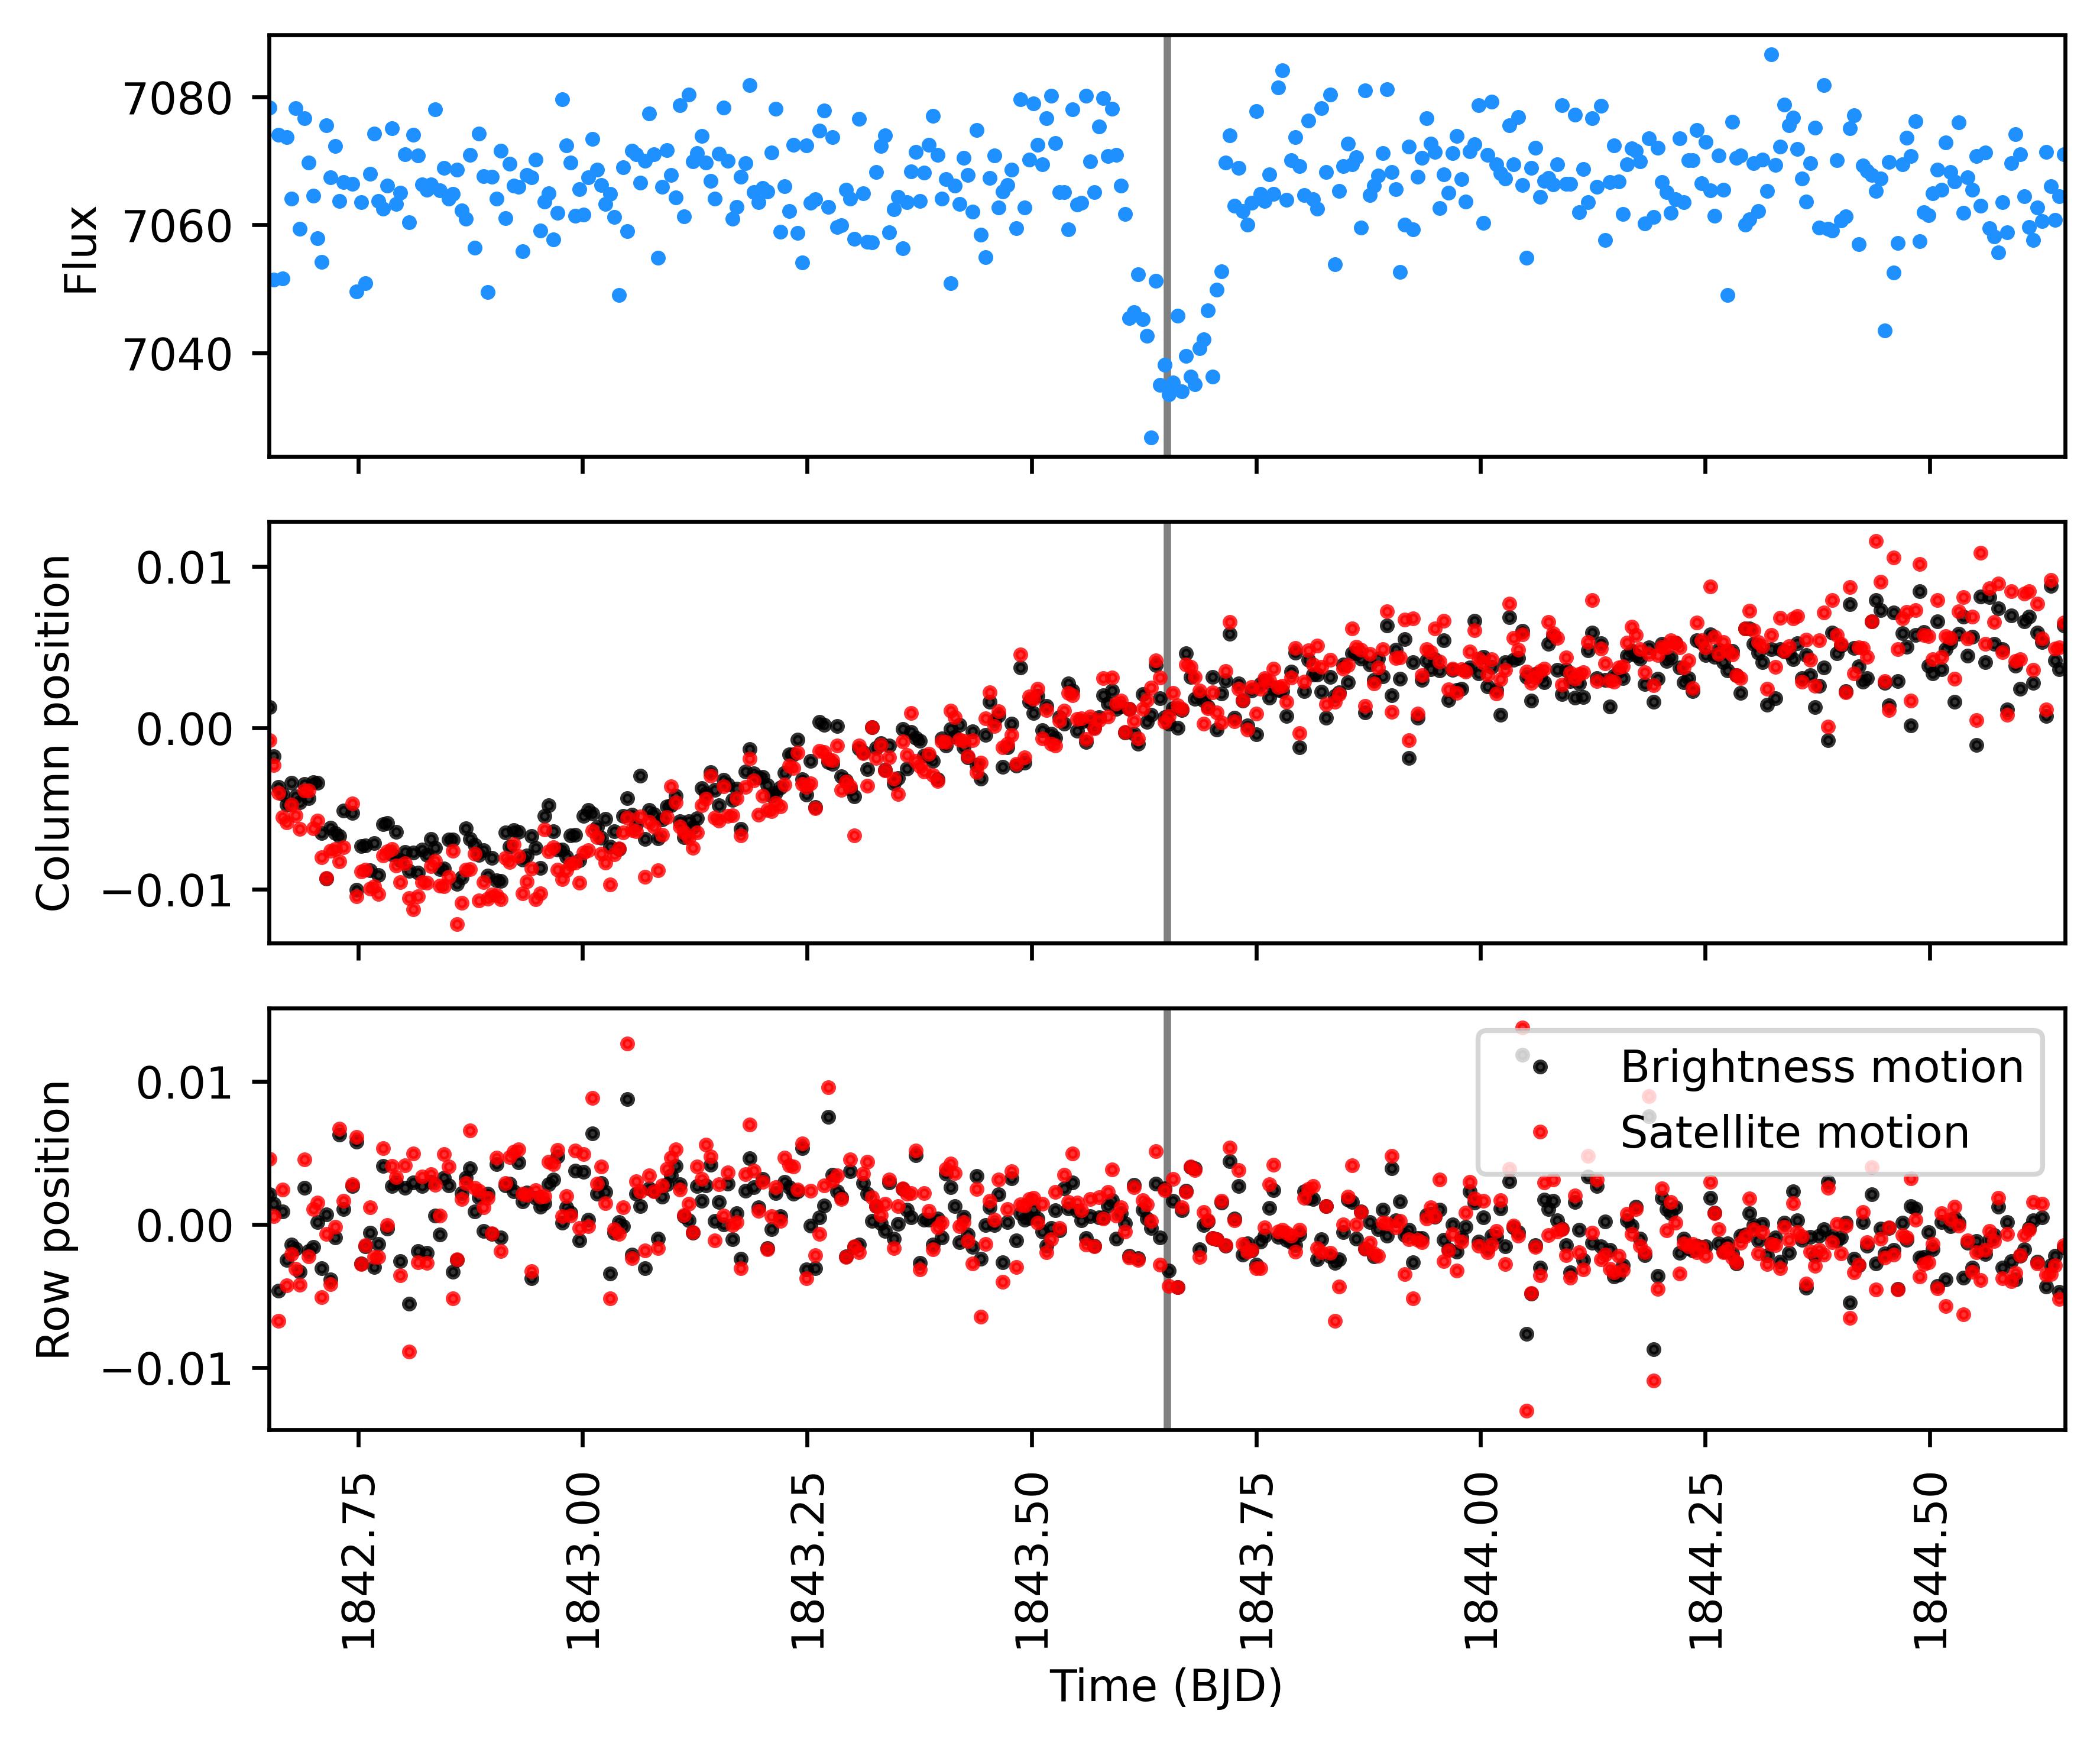 7080
7060
7040
Flux
0.01
0.00
−0.01
Column position
0.01
0.00
−0.01
Row position
Brightness motion
Satellite motion
1842.75
1843.00
1843.25
1843.50
1843.75
1844.00
1844.25
1844.50
Time (BJD)